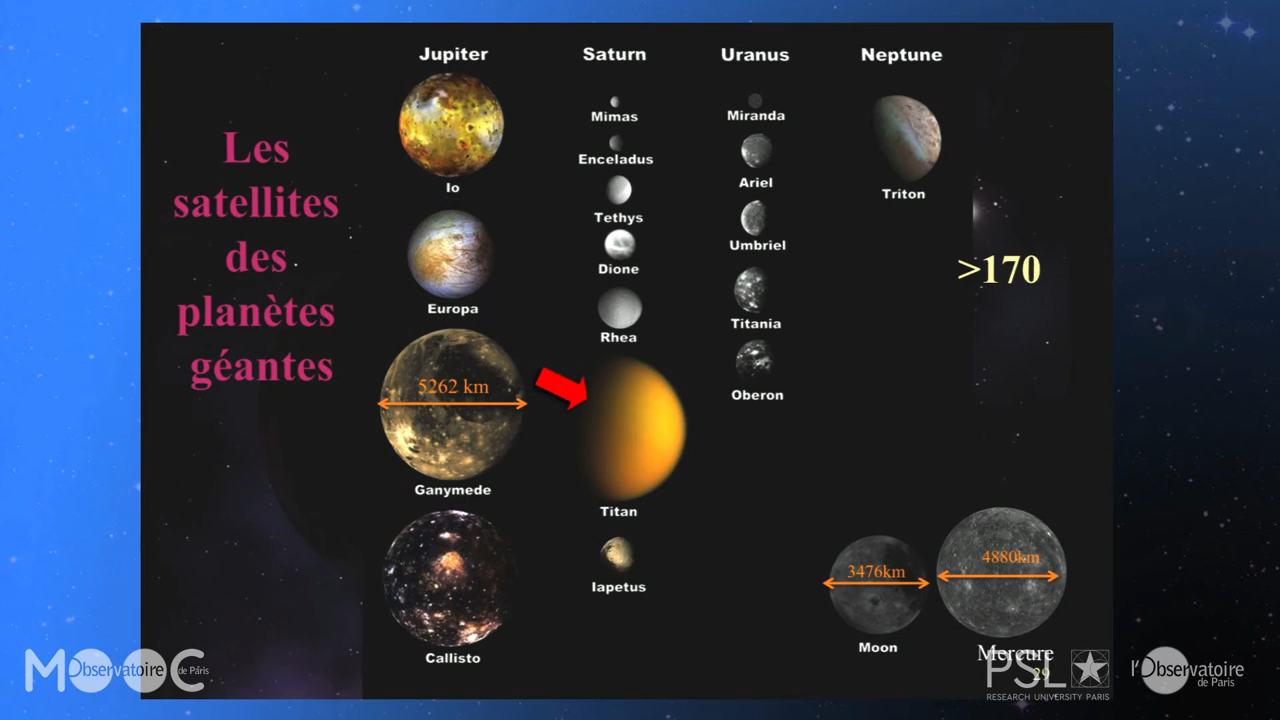 Les
satellites
des
planètes
géantes
Jupiter
Io
Europa
5262 km
Ganymede
Callisto
Saturn
Mimas
Enceladus
Tethys
Dione
Rhea
Titan
Iapetus
Uranus
Miranda
Ariel
Umbriel
Titania
Oberon
Neptune
Triton
>170
3476km
Moon
4880km
Mercure
29
MOOC
Observatoire de Paris
PSL
RESEARCH UNIVERSITY PARIS
l'Observatoire
de Paris